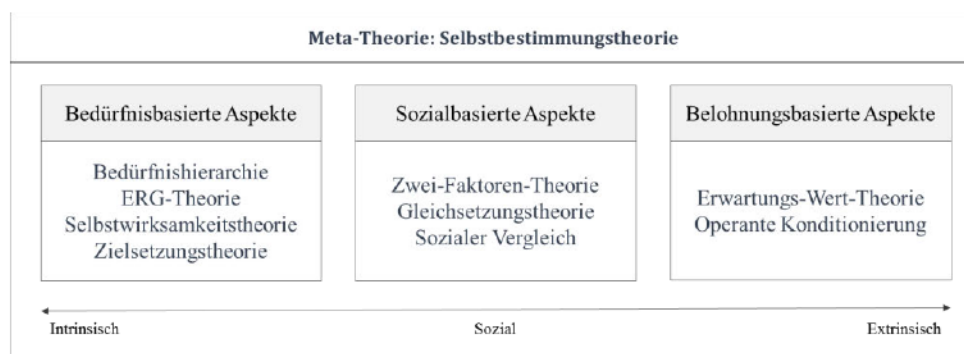 Meta-Theorie: Selbstbestimmungstheorie
Bedürfnisbasierte Aspekte
Bedürfnishierarchie
ERG-Theorie
Selbstwirksamkeitstheorie
Zielsetzungstheorie
Sozialbasierte Aspekte
Zwei-Faktoren-Theorie
Gleichsetzungstheorie
Sozialer Vergleich
Belohnungsbasierte Aspekte
Erwartungs-Wert-Theorie
Operante Konditionierung
Intrinsisch
Sozial
Extrinsisch